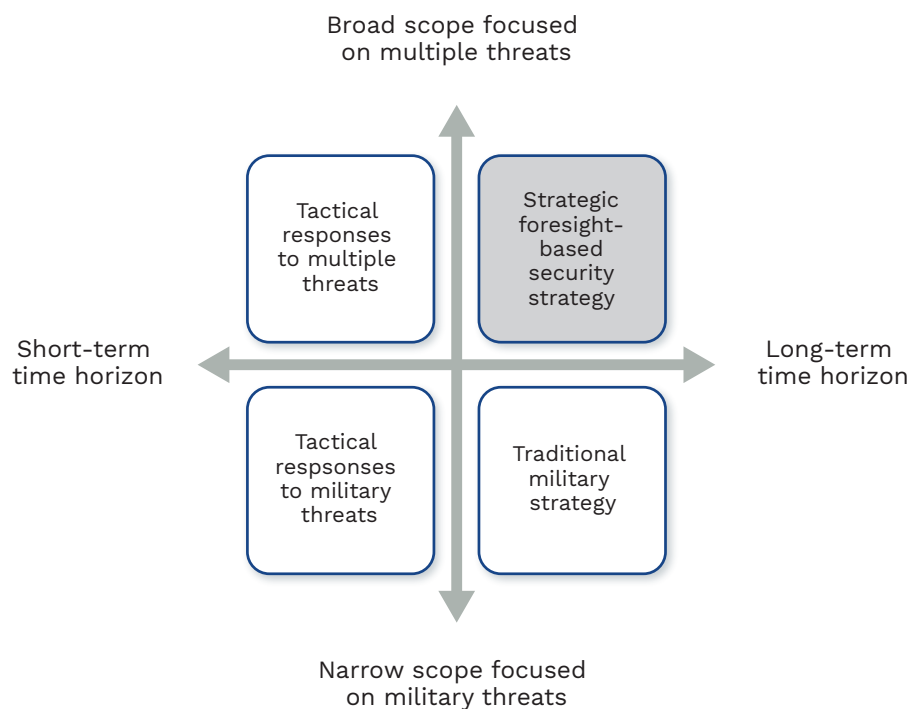 Broad scope focused
on multiple threats
Tactical
responses
to multiple
threats
Strategic
foresight-
based
security
strategy
Short-term
time horizon
Long-term
time horizon
Tactical
respsonses
to military
threats
Traditional
military
strategy
Narrow scope focused
on military threats